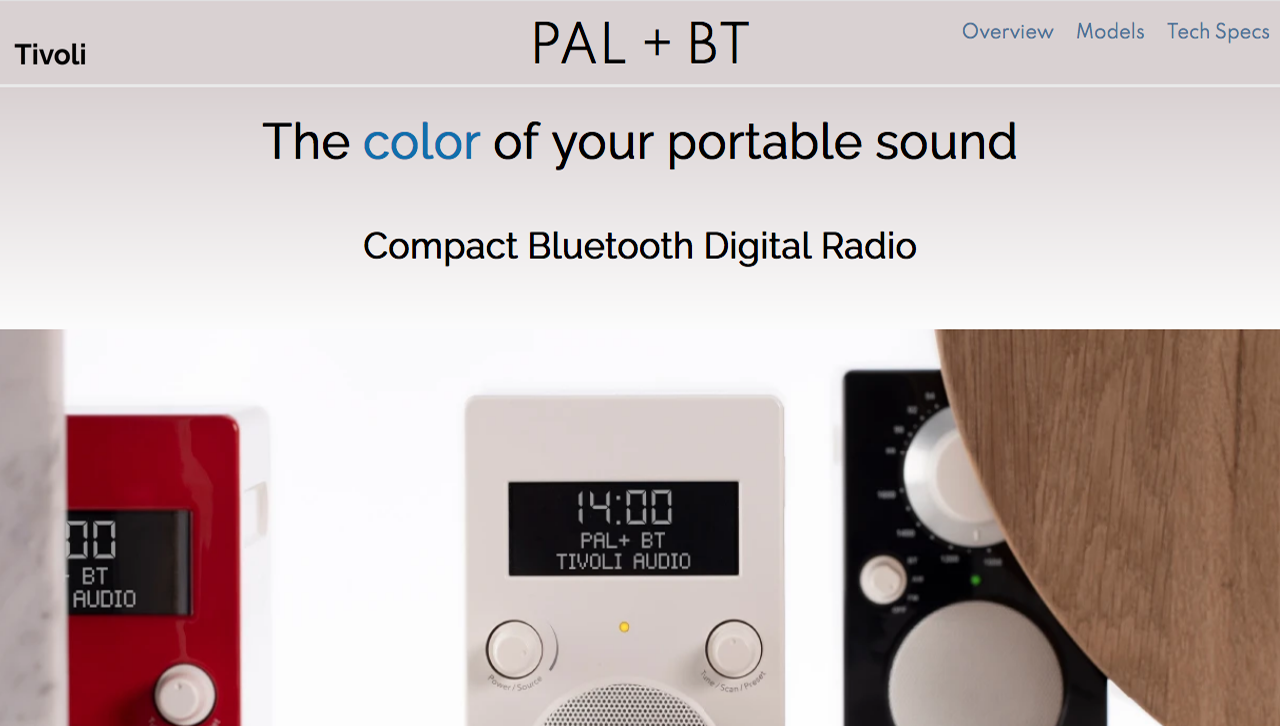 Tivoli
PAL + BT
Overview Models Tech Specs
The color of your portable sound
Compact Bluetooth Digital Radio
00
BT
AUDIO
14:00
PAL+ BT
TIVOLI AUDIO
Power / Source
Tune / Scan / Preset